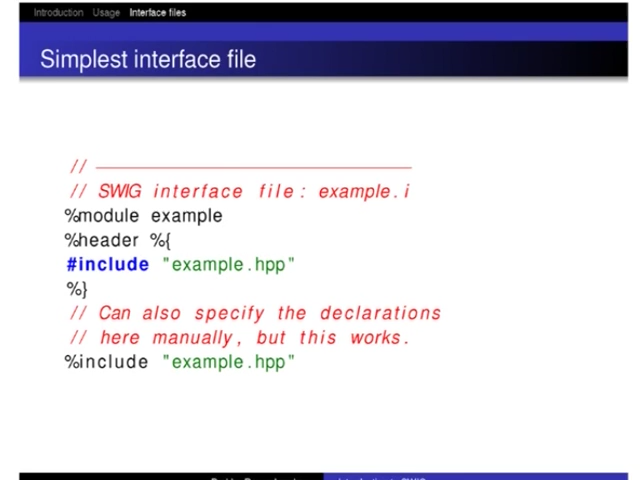 Introduction Usage Interface files
Simplest interface file
//
// SWIG interface file: example.i
%module example
%header %{
#include "example.hpp"
%}
// Can also specify the declarations
// here manually, but this works.
%include "example.hpp"